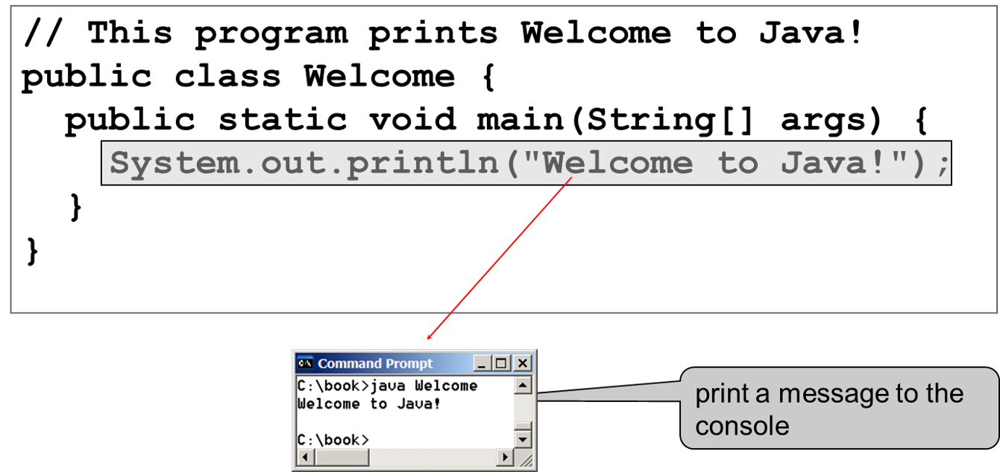 // This program prints Welcome to Java!
public class Welcome {
  public static void main(String[] args) {
    System.out.println("Welcome to Java!");
  }
}
Command Prompt
C:\book>java Welcome
Welcome to Java!
C:\book>
print a message to the
console